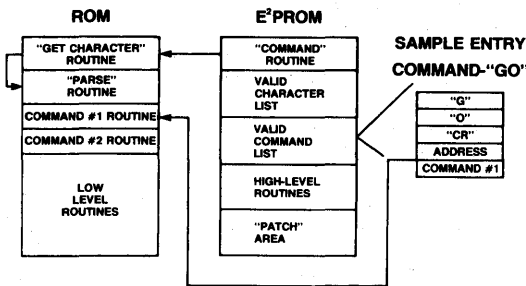 ROM
"GET CHARACTER"
ROUTINE
"PARSE"
ROUTINE
COMMAND #1 ROUTINE
COMMAND #2 ROUTINE
LOW
LEVEL
ROUTINES
E²PROM
"COMMAND"
ROUTINE
VALID
CHARACTER
LIST
VALID
COMMAND
LIST
HIGH-LEVEL
ROUTINES
"PATCH"
AREA
SAMPLE ENTRY
COMMAND-"GO"
"G"
"O"
"CR"
ADDRESS
COMMAND #1